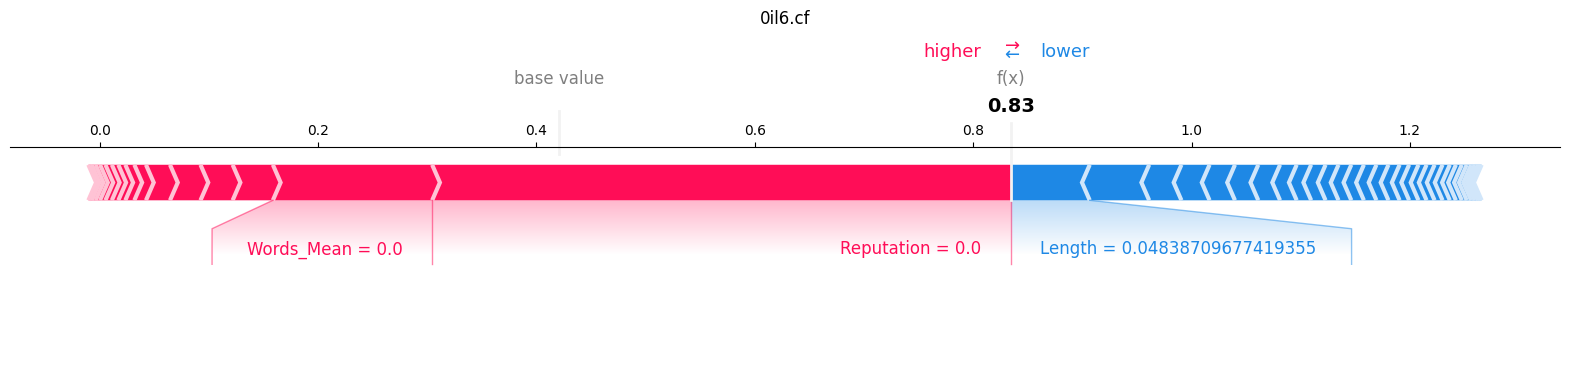 0il6.cf
higher ⇄ lower
base value f(x)
0.83
0.0 0.2 0.4 0.6 0.8 1.0 1.2
Words_Mean = 0.0 Reputation = 0.0 Length = 0.04838709677419355